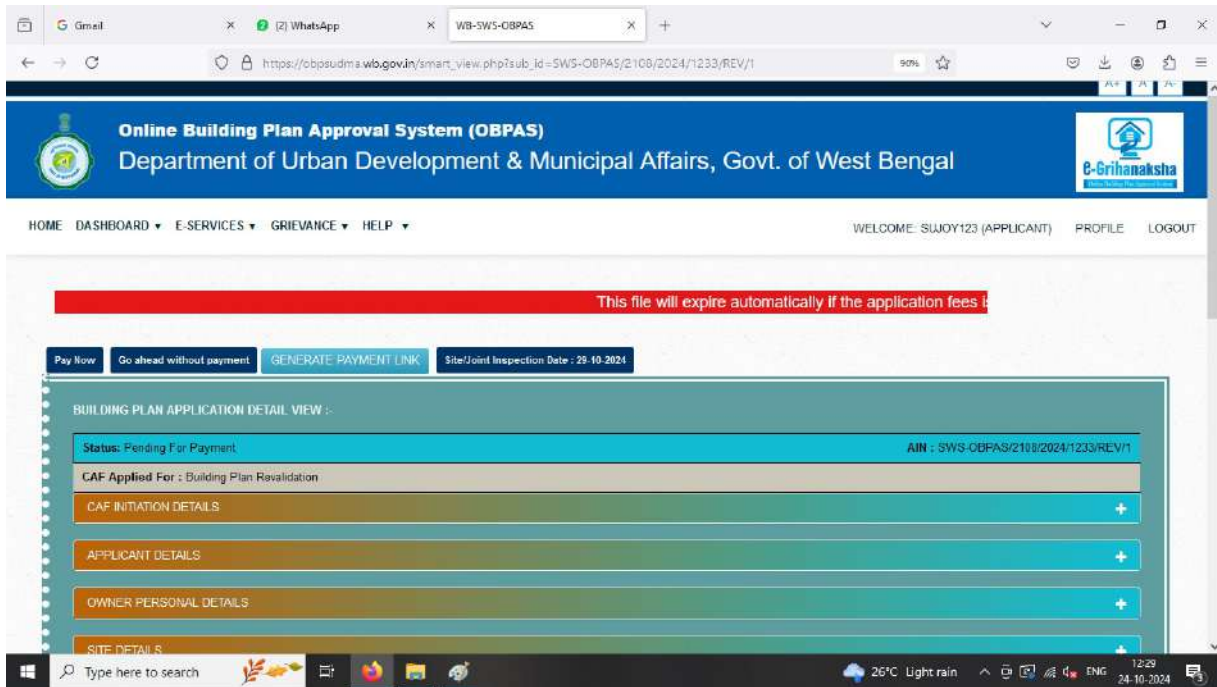 Gmail
(2) WhatsApp
WB-SWS-OBPAS
https://obpsudma.wb.gov.in/smart_view.php?sub_id=SWS-OBPAS/2108/2024/1233/REV/1
90%
A+ A A-
Online Building Plan Approval System (OBPAS)
Department of Urban Development & Municipal Affairs, Govt. of West Bengal
e-Grihanaksha
HOME DASHBOARD E-SERVICES GRIEVANCE HELP
WELCOME: SUJOY123 (APPLICANT) PROFILE LOGOUT
This file will expire automatically if the application fees is
Pay Now Go ahead without payment GENERATE PAYMENT LINK Site/Joint Inspection Date : 29-10-2024
BUILDING PLAN APPLICATION DETAIL VIEW :-
Status: Pending For Payment AIN : SWS-OBPAS/2108/2024/1233/REV/1
CAF Applied For : Building Plan Revalidation
CAF INITIATION DETAILS
APPLICANT DETAILS
OWNER PERSONAL DETAILS
SITE DETAILS
Type here to search
26°C Light rain
ENG
12:29
24-10-2024